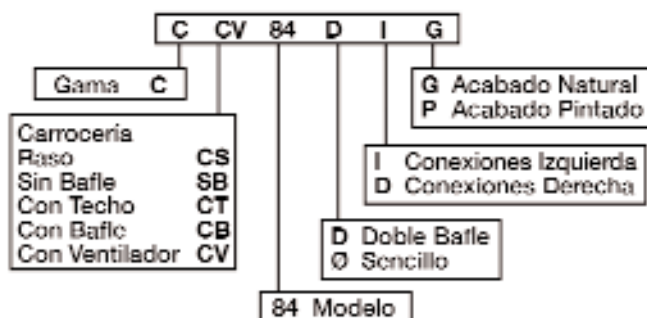 C CV 84 D I G
Gama C
G Acabado Natural
P Acabado Pintado
Carroceria
Raso CS
Sin Bafle SB
Con Techo CT
Con Bafle CB
Con Ventilador CV
I Conexiones Izquierda
D Conexiones Derecha
D Doble Bafle
Ø Sencillo
84 Modelo